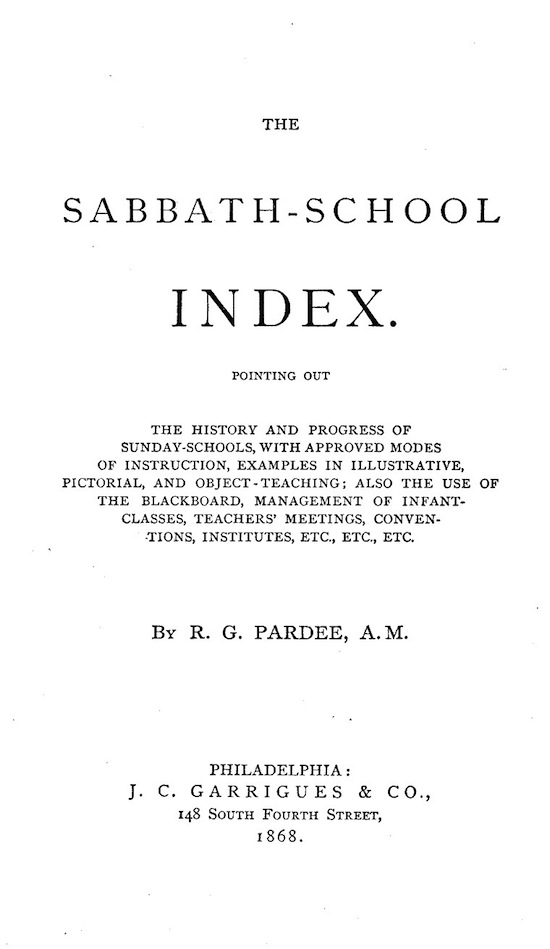 THE
SABBATH-SCHOOL
INDEX.
POINTING OUT
THE HISTORY AND PROGRESS OF
SUNDAY-SCHOOLS, WITH APPROVED MODES
OF INSTRUCTION, EXAMPLES IN ILLUSTRATIVE,
PICTORIAL, AND OBJECT-TEACHING; ALSO THE USE OF
THE BLACKBOARD, MANAGEMENT OF INFANT-
CLASSES, TEACHERS' MEETINGS, CONVEN-
TIONS, INSTITUTES, ETC., ETC., ETC.
By R. G. PARDEE, A.M.
PHILADELPHIA:
J. C. GARRIGUES & CO.,
148 South Fourth Street,
1868.